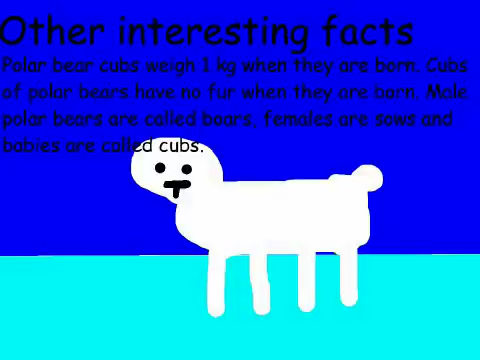 Other interesting facts
Polar bear cubs weigh 1 kg when they are born. Cubs
of polar bears have no fur when they are born. Male
polar bears are called boars, females are sows and
babies are called cubs.